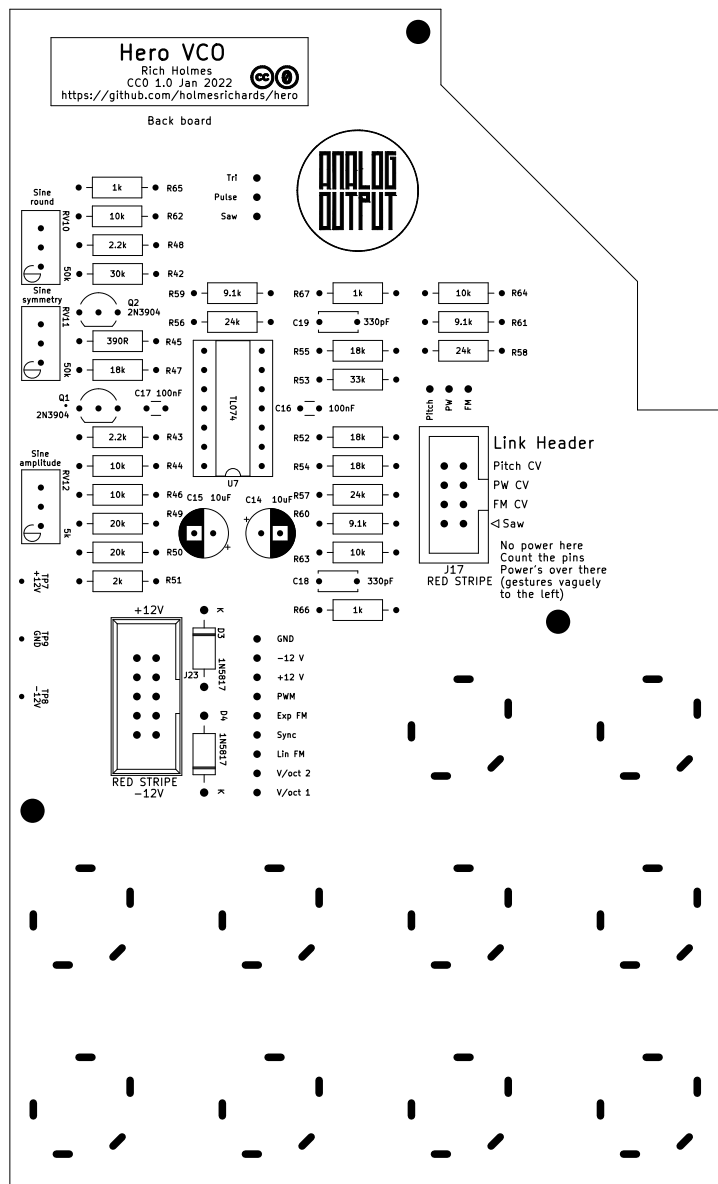 Hero VCO
Rich Holmes
CC0 1.0 Jan 2022
https://github.com/holmesrichards/hero
cc 0
Back board
ANALOG
OUTPUT
Tri
Pulse
Saw
Sine
round
RV10
50k
1k R65
10k R62
2.2k R48
30k R42
Sine
symmetry
RV11
50k
Q2
2N3904
390R R45
18k R47
Q1
2N3904
C17 100nF
R59 9.1k
R56 24k
TL074
U7
R67 1k
C19 330pF
R55 18k
R53 33k
C16 100nF
10k R64
9.1k R61
24k R58
Pitch
PW
FM
2.2k R43
10k R44
10k R46
20k R49
20k R50
2k R51
Sine
amplitude
RV12
5k
C15 10uF
+
C14 10uF
+
R52 18k
R54 18k
R57 24k
R60 9.1k
R63 10k
C18 330pF
R66 1k
Link Header
Pitch CV
PW CV
FM CV
Saw
J17
RED STRIPE
No power here
Count the pins
Power's over there
(gestures vaguely
to the left)
TP7
+12V
TP9
GND
TP8
-12V
+12V
J23
RED STRIPE
-12V
K
D3
1N5817
D4
1N5817
K
GND
-12 V
+12 V
PWM
Exp FM
Sync
Lin FM
V/oct 2
V/oct 1